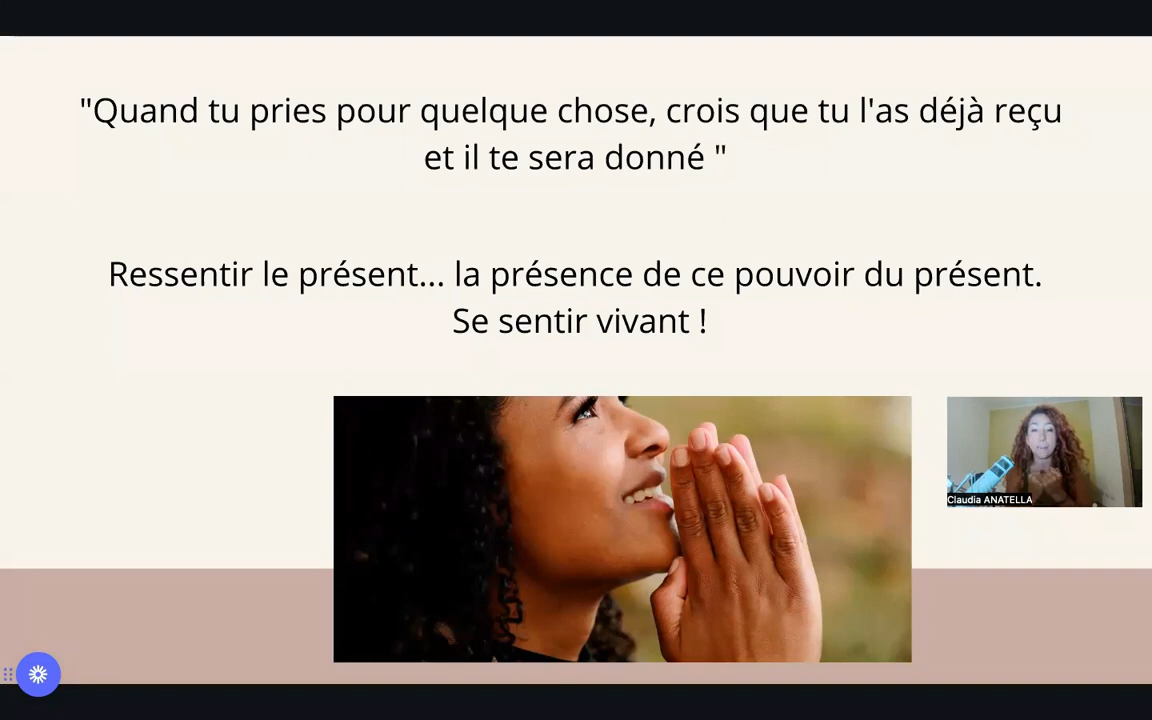 "Quand tu pries pour quelque chose, crois que tu l'as déjà reçu
et il te sera donné "
Ressentir le présent... la présence de ce pouvoir du présent.
Se sentir vivant !
Claudia ANATELLA